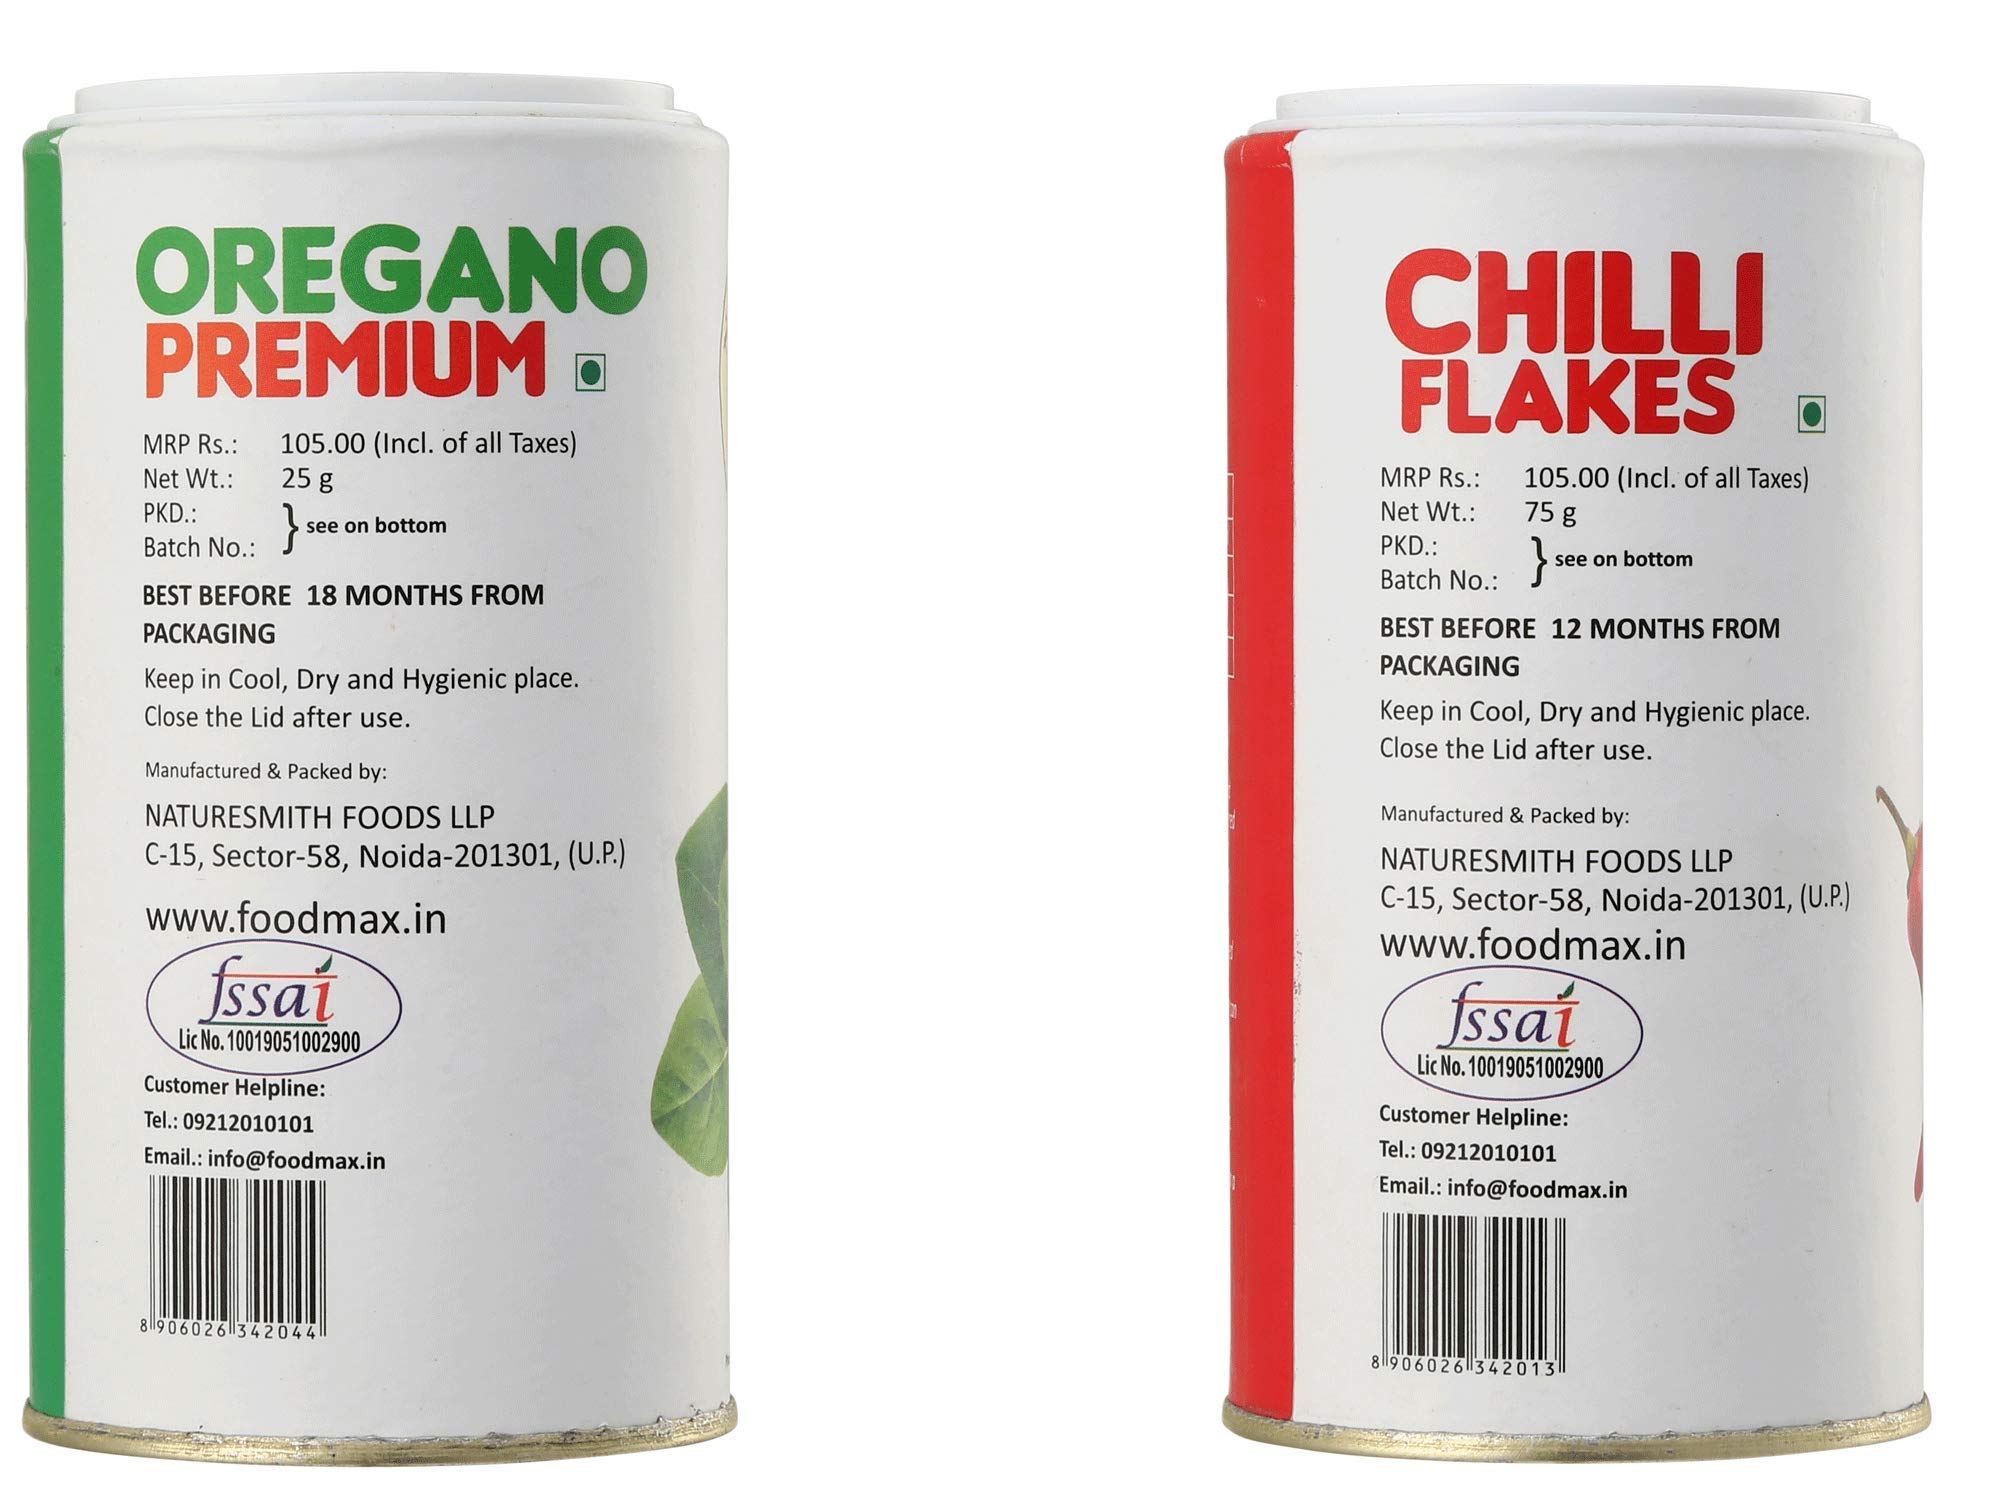 OREGANO
PREMIUM
MRP Rs.: 105.00 (Incl. of all Taxes)
Net Wt.: 25 g
PKD.:
Batch No.:
} see on bottom
BEST BEFORE 18 MONTHS FROM
PACKAGING
Keep in Cool, Dry and Hygienic place.
Close the Lid after use.
Manufactured & Packed by:
NATURESMITH FOODS LLP
C-15, Sector-58, Noida-201301, (U.P.)
www.foodmax.in
fssai
Lic No. 10019051002900
Customer Helpline:
Tel.: 09212010101
Email.: info@foodmax.in
8 906026 342044
CHILLI
FLAKES
MRP Rs.: 105.00 (Incl. of all Taxes)
Net Wt.: 75 g
PKD.:
Batch No.:
} see on bottom
BEST BEFORE 12 MONTHS FROM
PACKAGING
Keep in Cool, Dry and Hygienic place.
Close the Lid after use.
Manufactured & Packed by:
NATURESMITH FOODS LLP
C-15, Sector-58, Noida-201301, (U.P.)
www.foodmax.in
fssai
Lic No. 10019051002900
Customer Helpline:
Tel.: 09212010101
Email.: info@foodmax.in
8 906026 342013